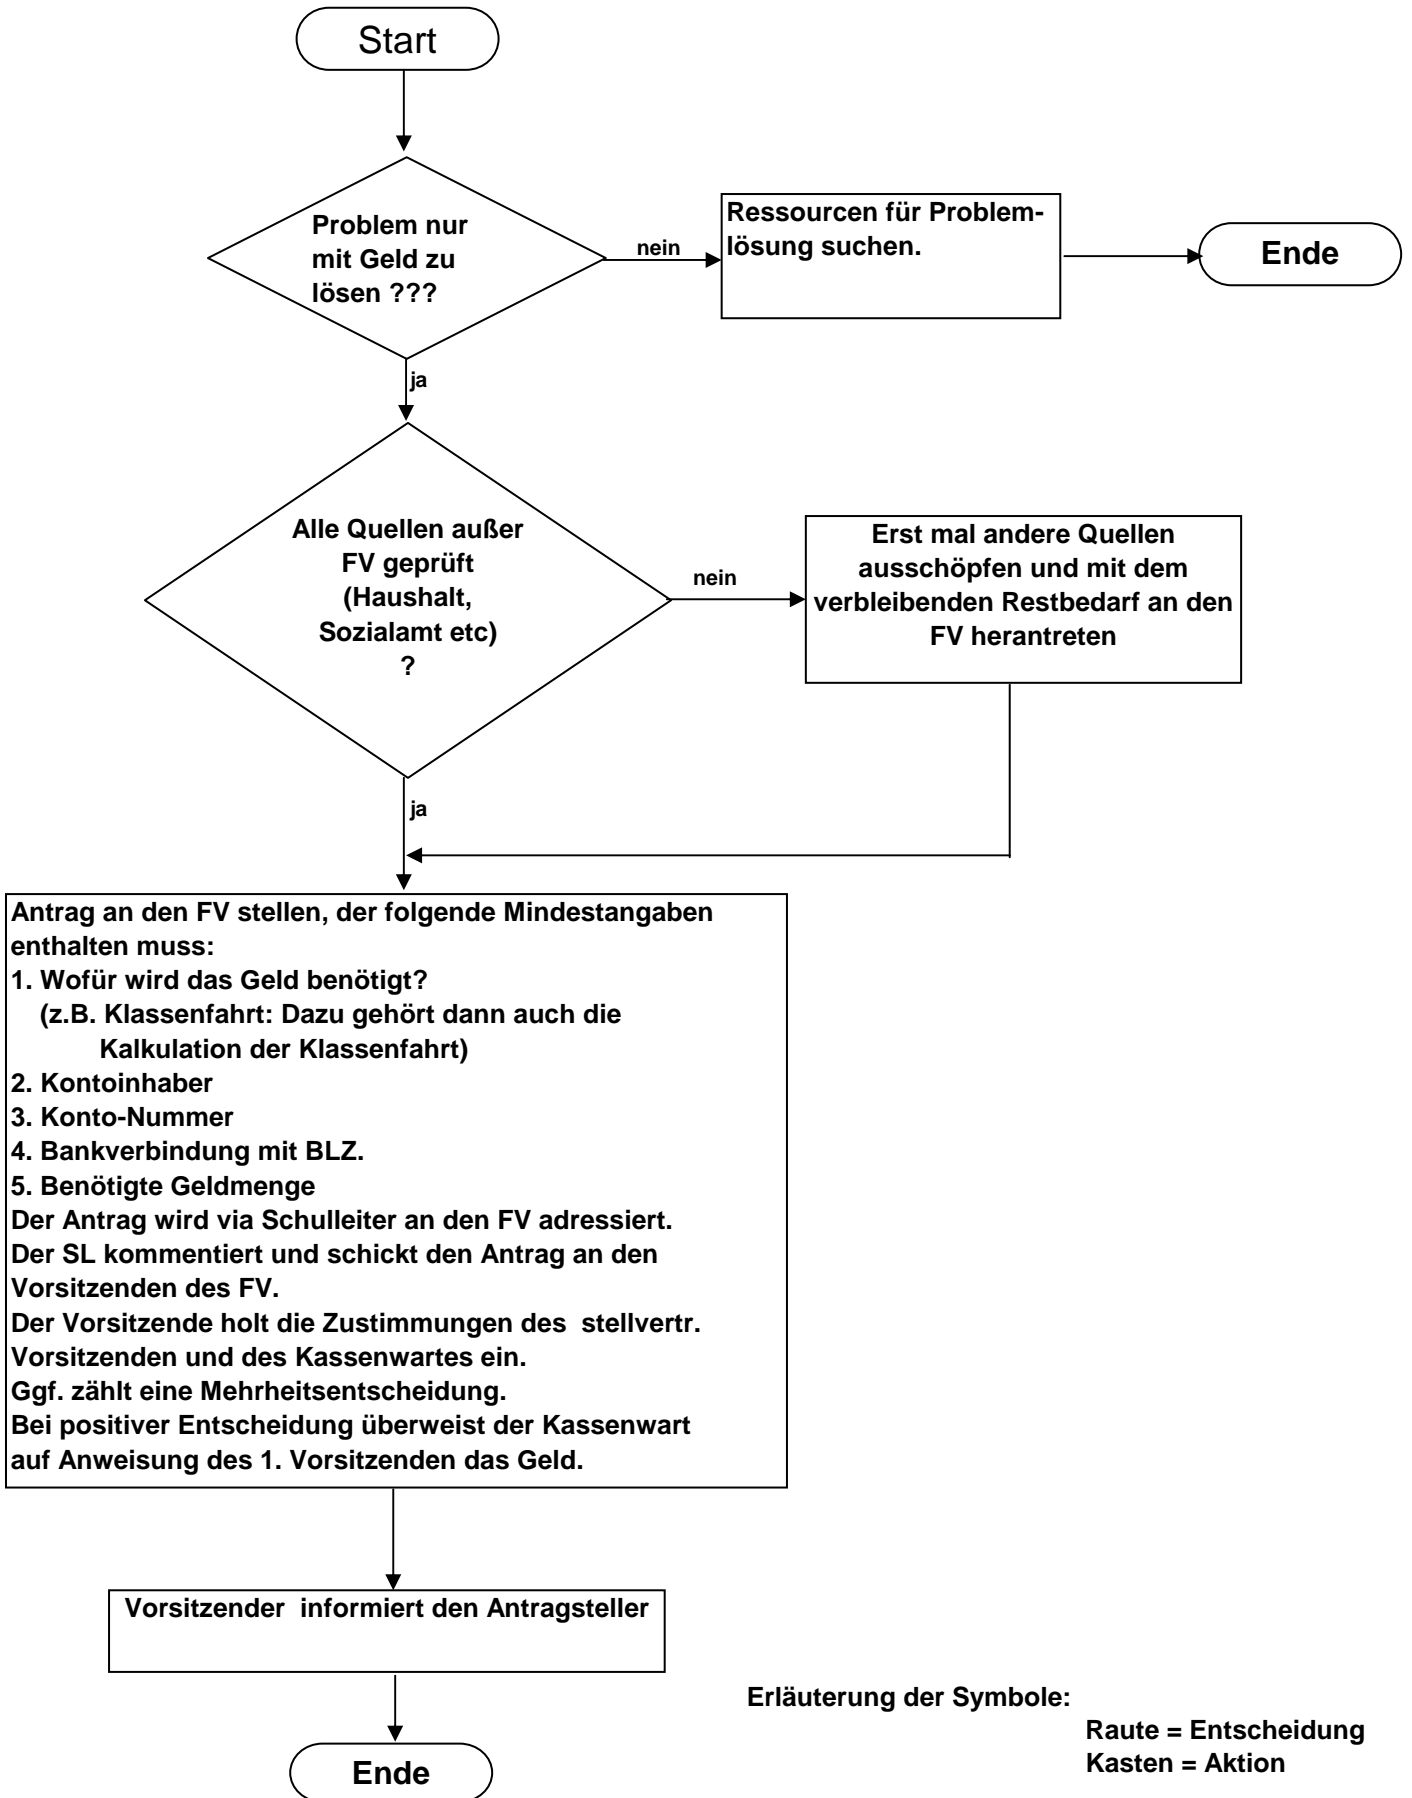 Start
Problem nur
mit Geld zu
lösen ???
nein
Ressourcen für Problem-
lösung suchen.
Ende
ja
Alle Quellen außer
FV geprüft
(Haushalt,
Sozialamt etc)
?
nein
Erst mal andere Quellen
ausschöpfen und mit dem
verbleibenden Restbedarf an den
FV herantreten
ja
Antrag an den FV stellen, der folgende Mindestangaben
enthalten muss:
1. Wofür wird das Geld benötigt?
(z.B. Klassenfahrt: Dazu gehört dann auch die
Kalkulation der Klassenfahrt)
2. Kontoinhaber
3. Konto-Nummer
4. Bankverbindung mit BLZ.
5. Benötigte Geldmenge
Der Antrag wird via Schulleiter an den FV adressiert.
Der SL kommentiert und schickt den Antrag an den
Vorsitzenden des FV.
Der Vorsitzende holt die Zustimmungen des  stellvertr.
Vorsitzenden und des Kassenwartes ein.
Ggf. zählt eine Mehrheitsentscheidung.
Bei positiver Entscheidung überweist der Kassenwart
auf Anweisung des 1. Vorsitzenden das Geld.
Vorsitzender  informiert den Antragsteller
Ende
Erläuterung der Symbole:
Raute = Entscheidung
Kasten = Aktion